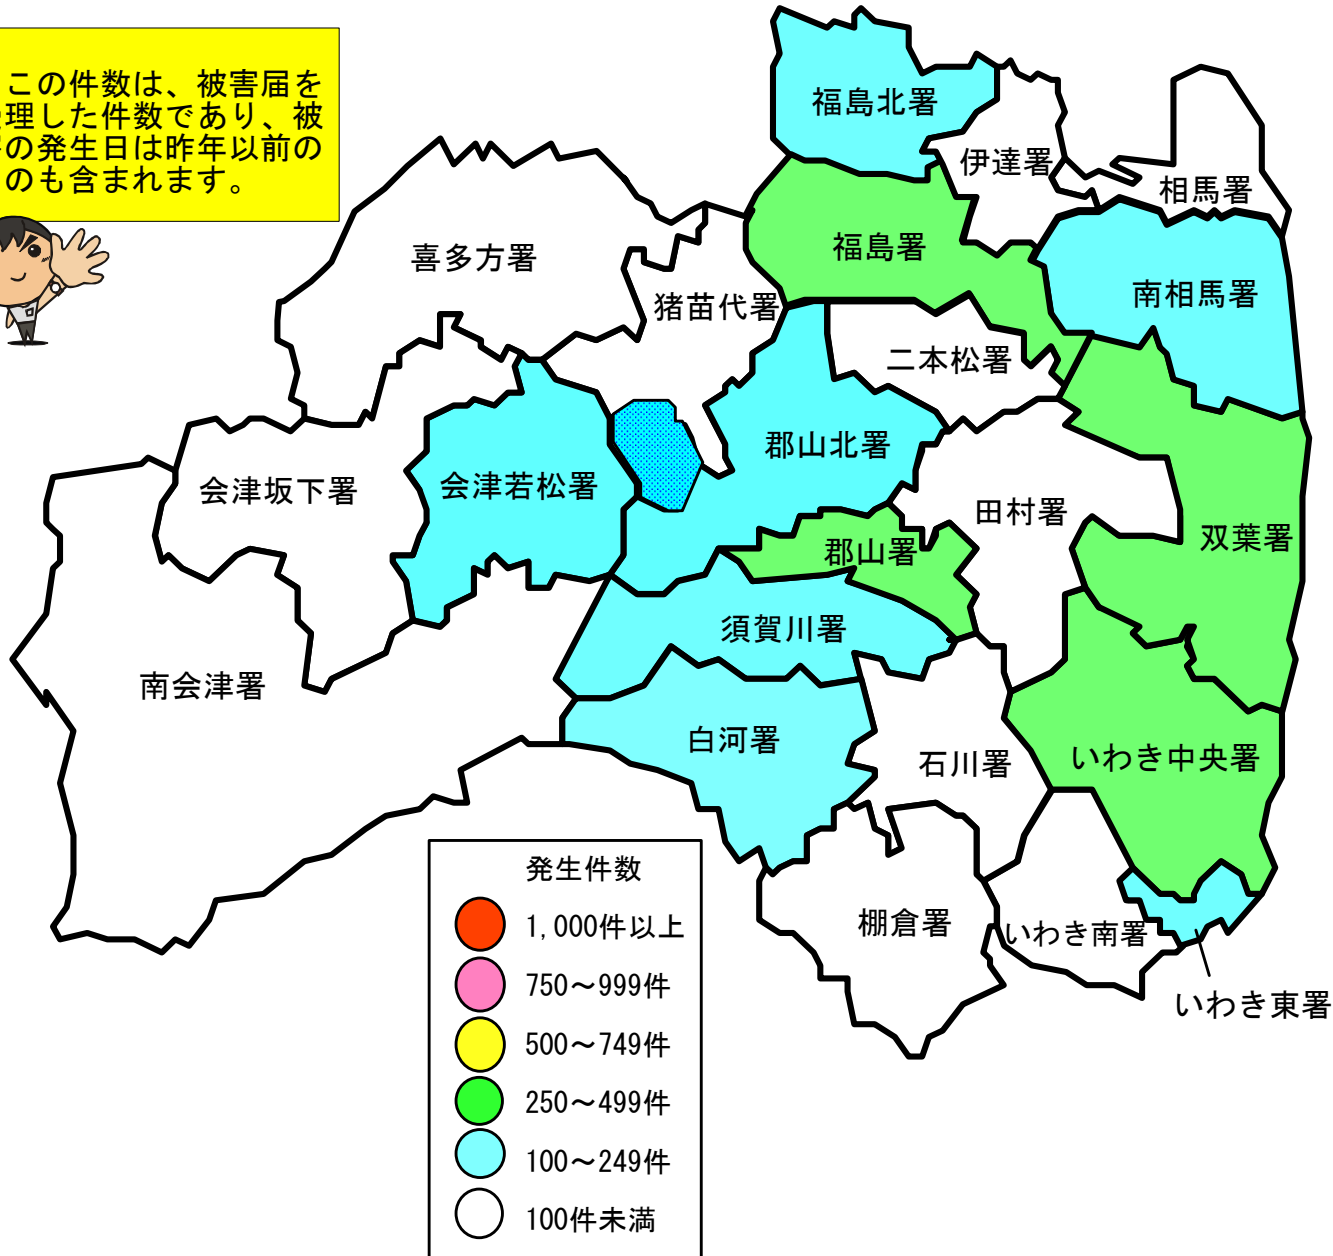 この件数は、被害届を
理した件数であり、被
の発生日は昨年以前の
のも含まれます。
福島北署
伊達署
相馬署
喜多方署
福島署
猪苗代署
南相馬署
二本松署
郡山北署
会津坂下署
会津若松署
田村署
双葉署
郡山署
須賀川署
南会津署
白河署
石川署
いわき中央署
棚倉署
いわき南署
いわき東署
発生件数
1,000件以上
750～999件
500～749件
250～499件
100～249件
100件未満